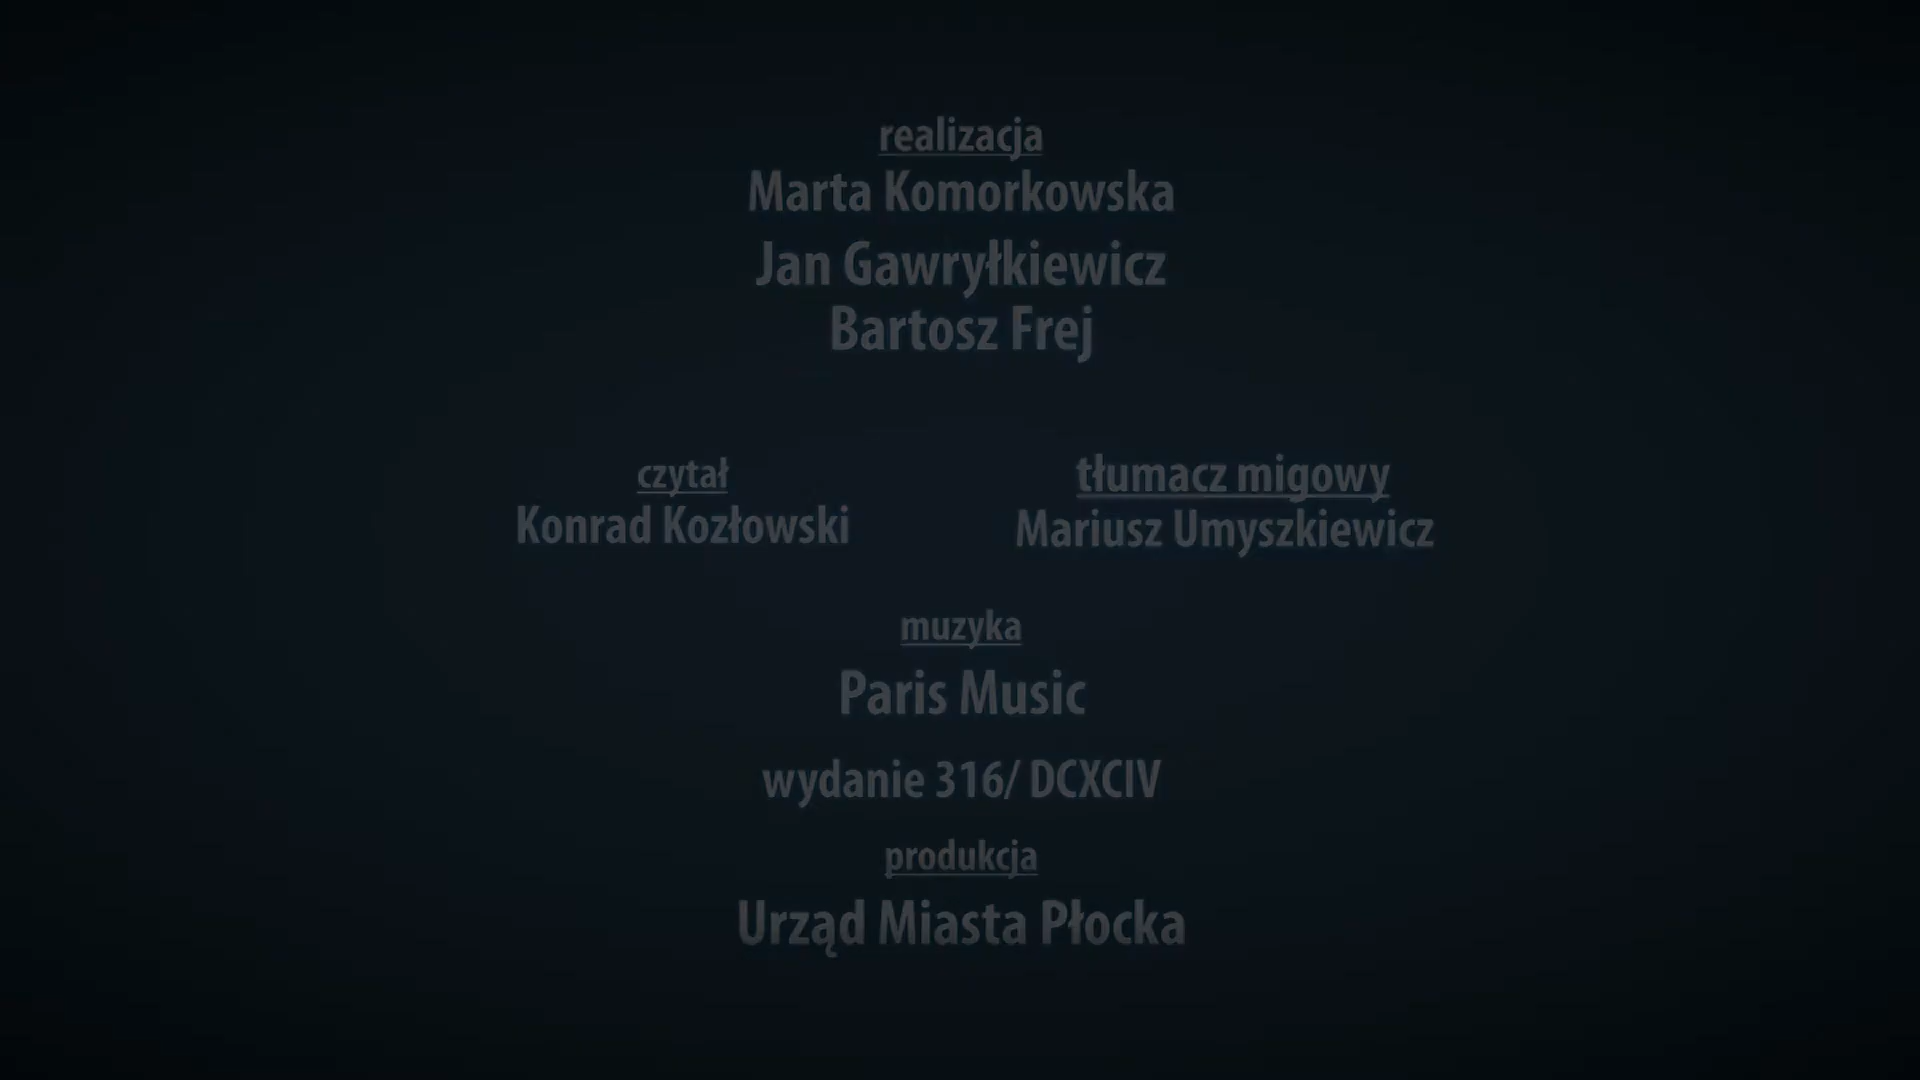 realizacja
Marta Komorkowska
Jan Gawryłkiewicz
Bartosz Frej
czytał
Konrad Kozłowski
tłumacz migowy
Mariusz Umyszkiewicz
muzyka
Paris Music
wydanie 316/ DCXCIV
produkcja
Urząd Miasta Płocka